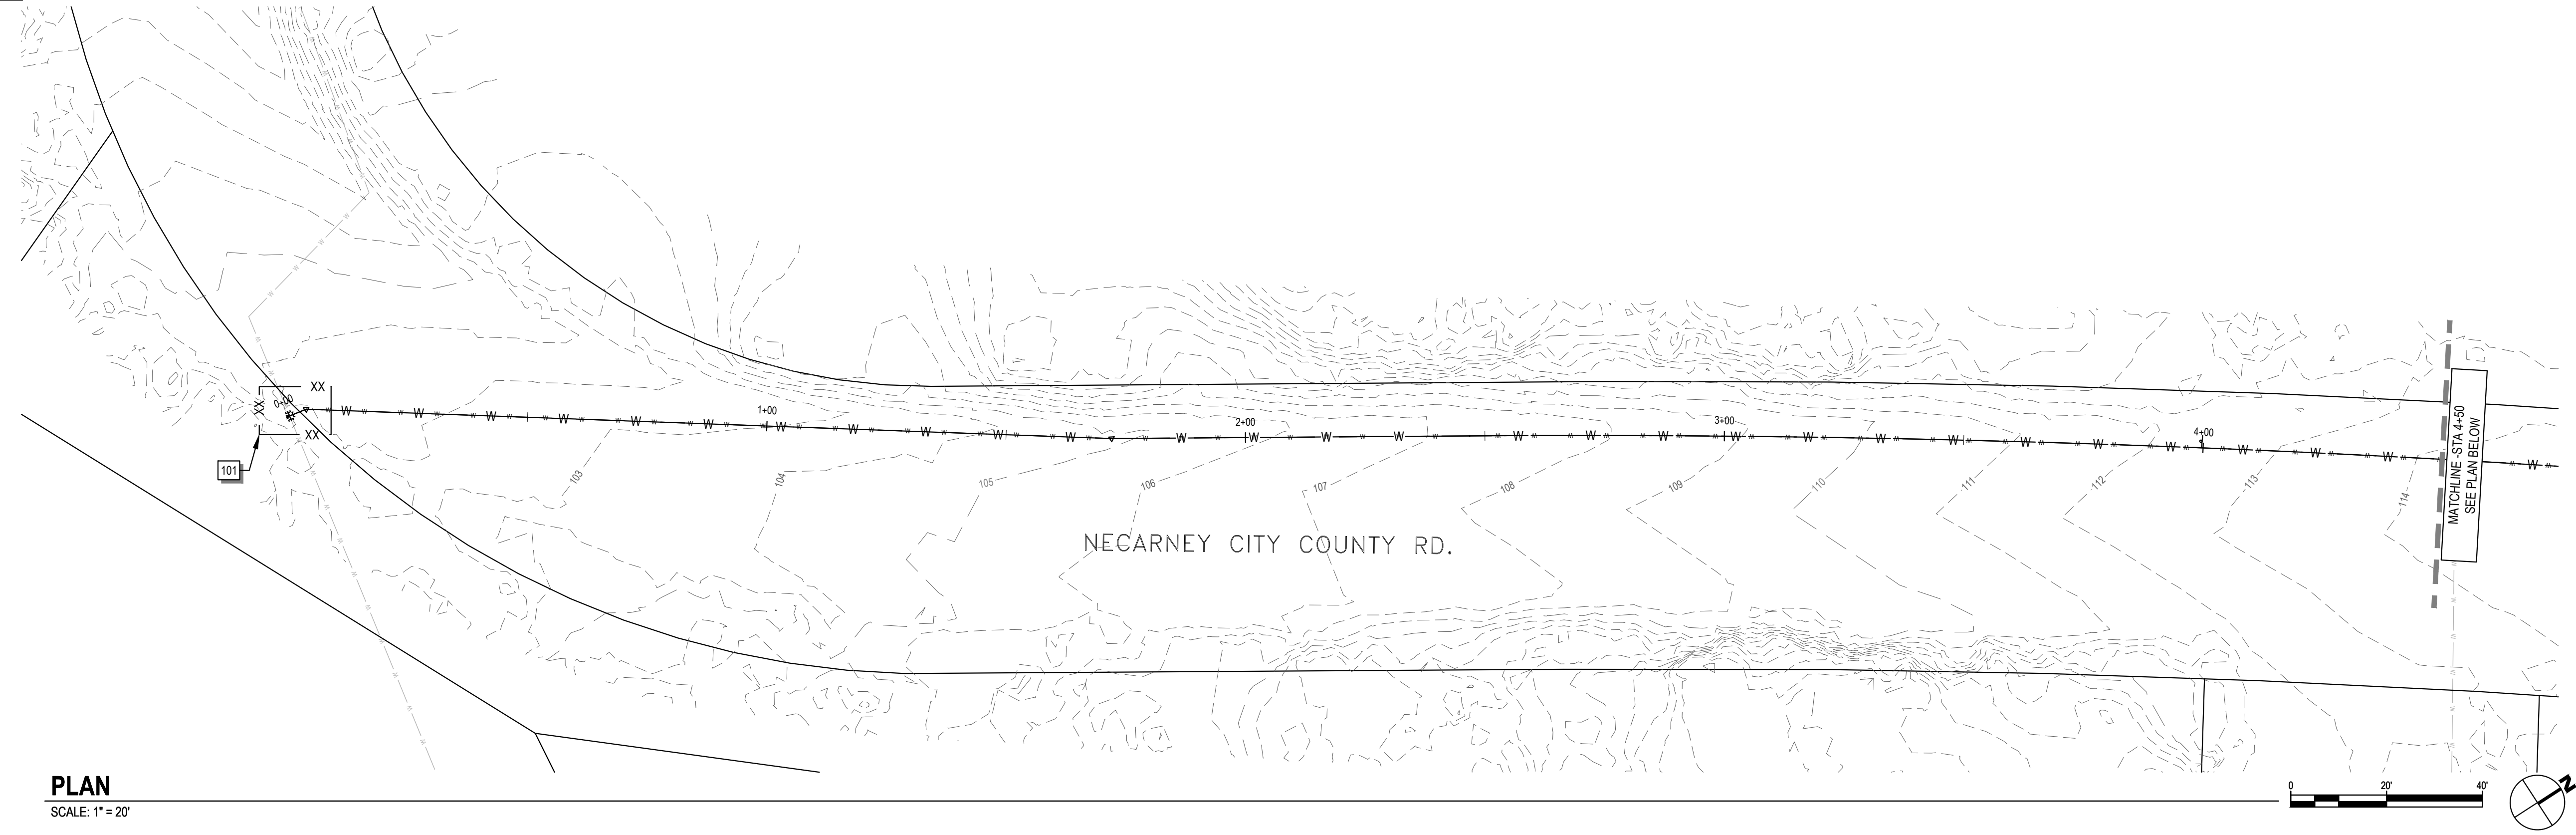 XX
XX
0+00
XX
101
1+00
2+00
3+00
4+00
W W W W W W W W W W W W W W W W W W W W W W W W W W W W W W
103
104
105
106
107
108
109
110
111
112
113
114
MATCHLINE -STA 4+50
SEE PLAN BELOW
NECARNEY CITY COUNTY RD.
PLAN
SCALE: 1" = 20'
0 20' 40'
N